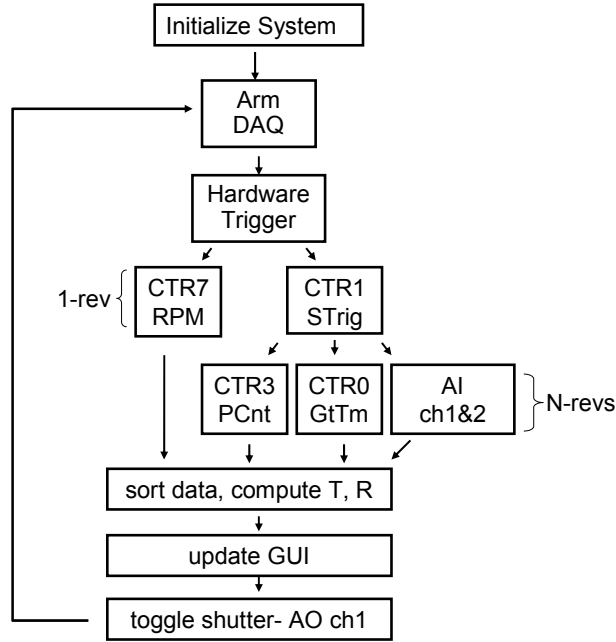 Initialize System
Arm
DAQ
Hardware
Trigger
1-rev
CTR7
RPM
CTR1
STrig
CTR3
PCnt
CTR0
GtTm
AI
ch1&2
N-revs
sort data, compute T, R
update GUI
toggle shutter- AO ch1